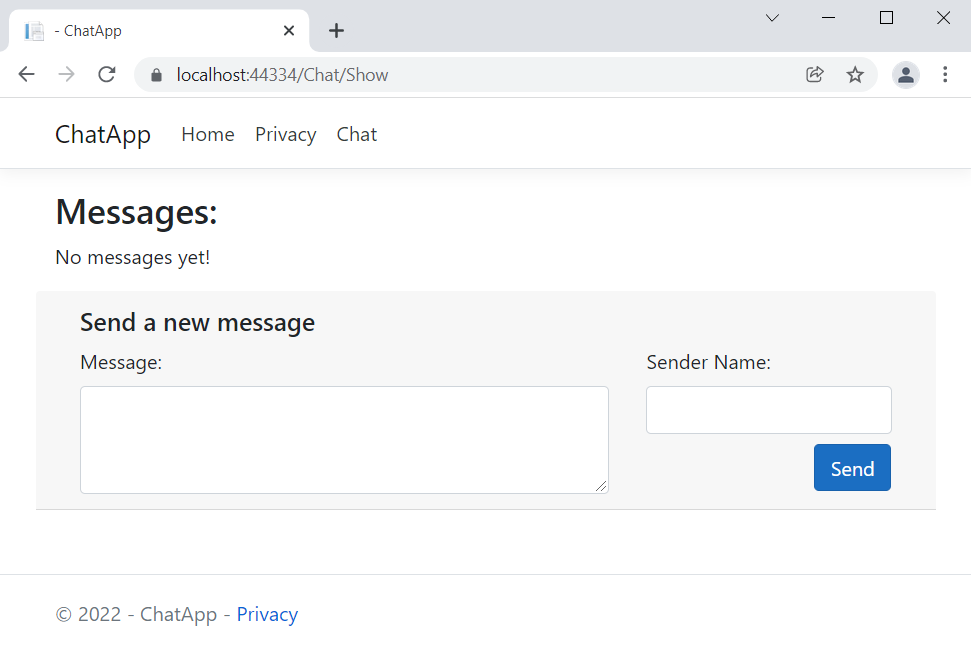 - ChatApp
localhost:44334/Chat/Show
ChatApp Home Privacy Chat
Messages:
No messages yet!
Send a new message
Message: Sender Name:
Send
© 2022 - ChatApp - Privacy